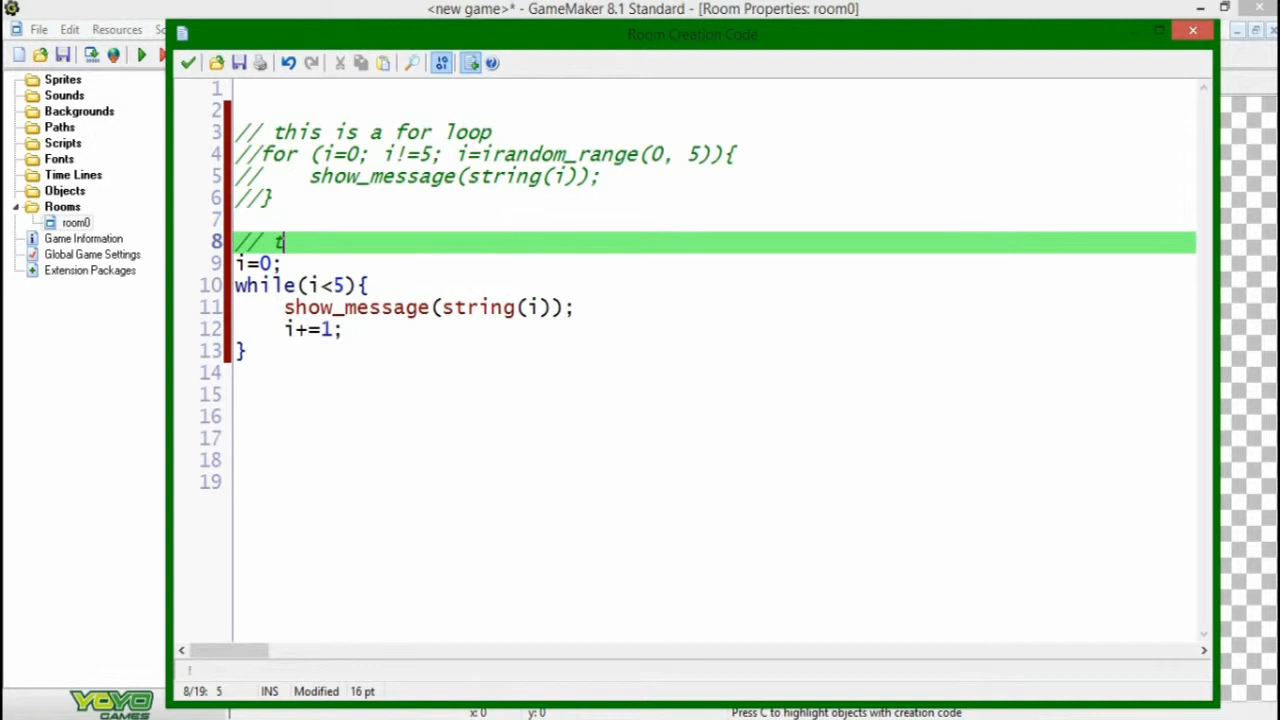 <new game>* - GameMaker 8.1 Standard - [Room Properties: room0]
File Edit Resources Sc
Room Creation Code
Sprites
Sounds
Backgrounds
Paths
Scripts
Fonts
Time Lines
Objects
Rooms
room0
Game Information
Global Game Settings
Extension Packages
1
2
3 // this is a for loop
4 //for (i=0; i!=5; i=irandom_range(0, 5)){
5 // show_message(string(i));
6 //}
7
8 // t
9 i=0;
10 while(i<5){
11 show_message(string(i));
12 i+=1;
13 }
14
15
16
17
18
19
8/19: 5 INS Modified 16 pt
YOYO
GAMES
x: 0 y: 0 Press C to highlight objects with creation code